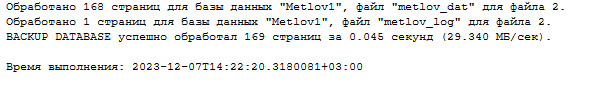 Обработано 168 страниц для базы данных "Metlov1", файл "metlov_dat" для файла 2.
Обработано 1 страниц для базы данных "Metlov1", файл "metlov_log" для файла 2.
BACKUP DATABASE успешно обработал 169 страниц за 0.045 секунд (29.340 МБ/сек).
Время выполнения: 2023-12-07T14:22:20.3180081+03:00